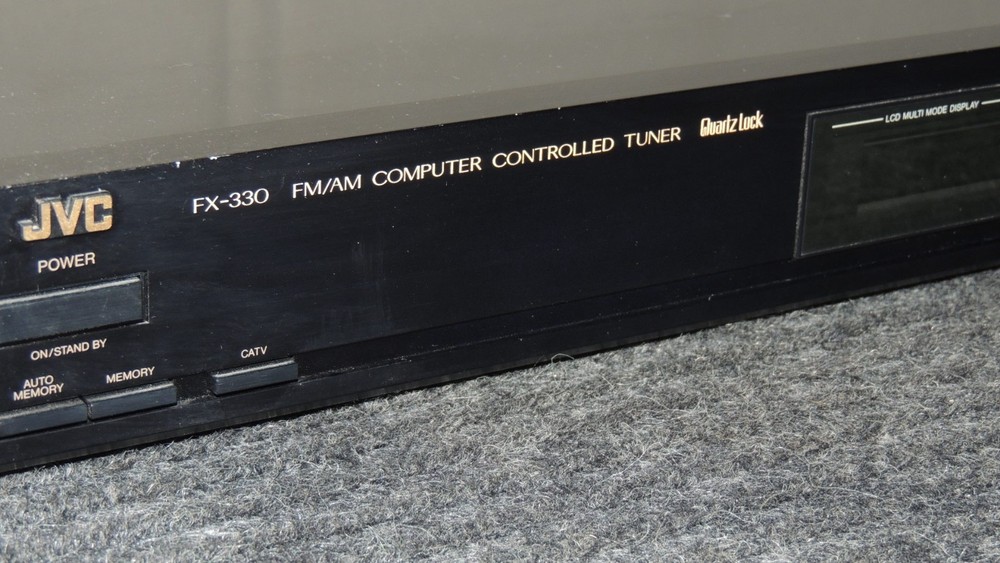 JVC
FX-330 FM/AM COMPUTER CONTROLLED TUNER Quartz Lock
LCD MULTI MODE DISPLAY
POWER
ON/STAND BY
AUTO
MEMORY
MEMORY
CATV